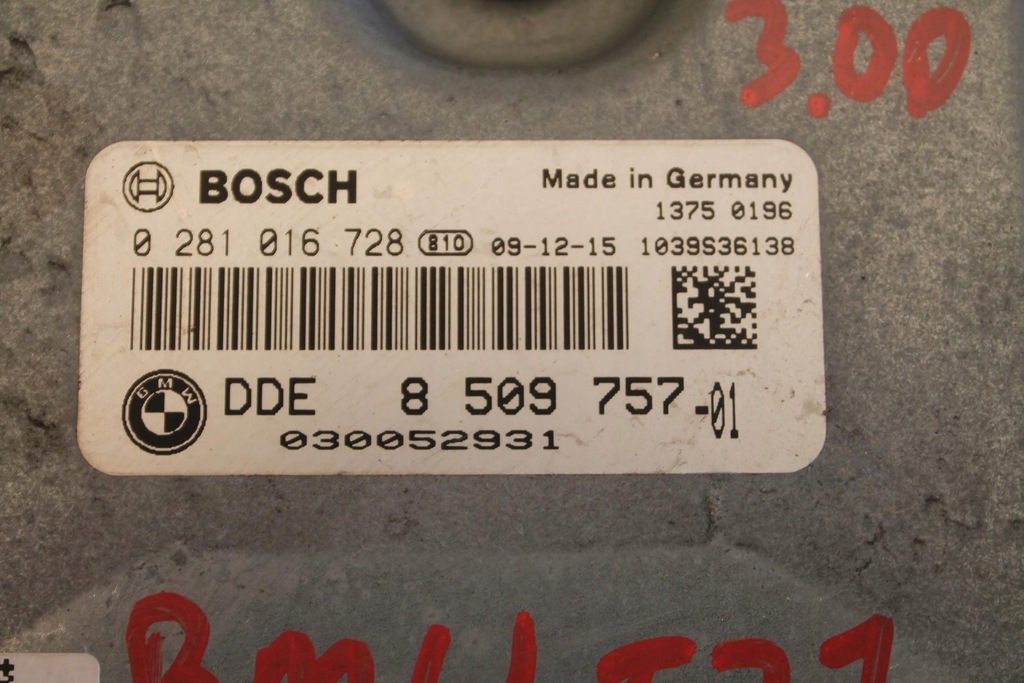 3.00
BOSCH
Made in Germany
1375 0196
0 281 016 728 810 09-12-15 1039S36138
BMW
DDE 8 509 757-01
030052931